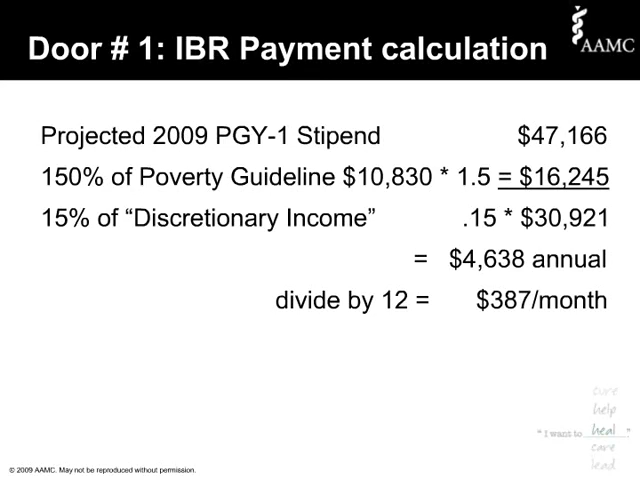 Door # 1: IBR Payment calculation
AAMC
Projected 2009 PGY-1 Stipend $47,166
150% of Poverty Guideline $10,830 * 1.5 = $16,245
15% of “Discretionary Income” .15 * $30,921
= $4,638 annual
divide by 12 = $387/month
cure
help
"I want to heal"
care
lead
© 2009 AAMC. May not be reproduced without permission.